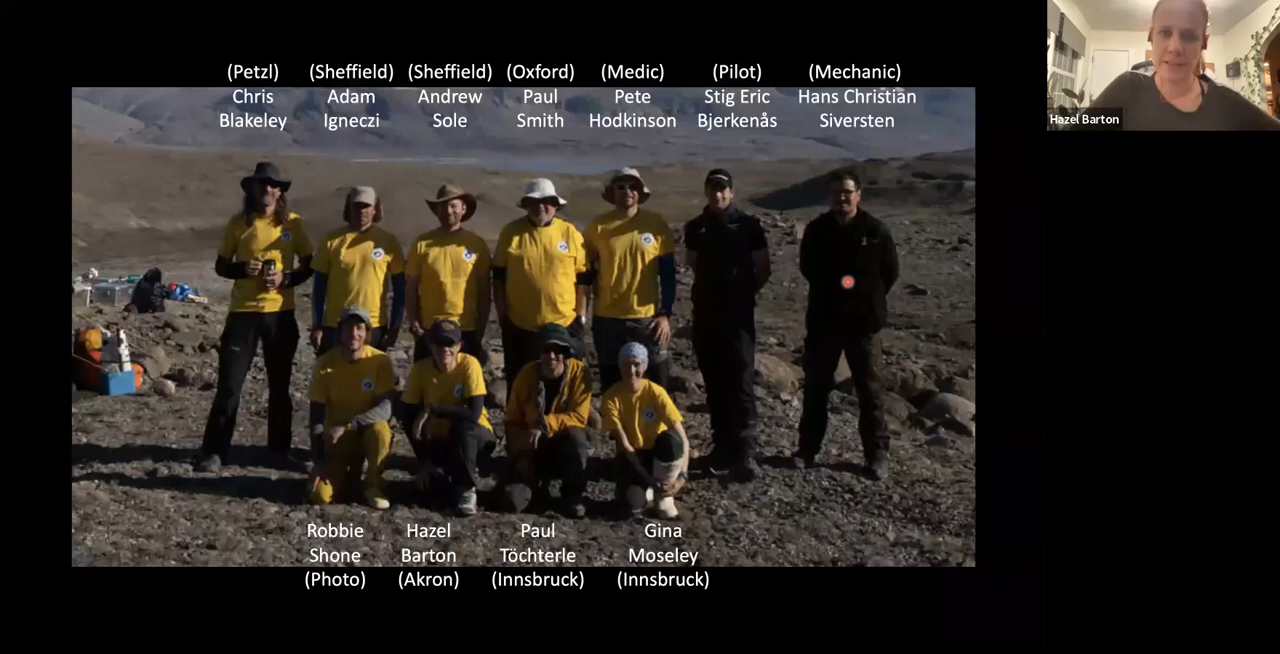 (Petzl) (Sheffield) (Sheffield) (Oxford) (Medic) (Pilot) (Mechanic)
Chris Adam Andrew Paul Pete Stig Eric Hans Christian
Blakeley Igneczi Sole Smith Hodkinson Bjerkenås Siversten
Hazel Barton
Robbie Hazel Paul Gina
Shone Barton Töchterle Moseley
(Photo) (Akron) (Innsbruck) (Innsbruck)